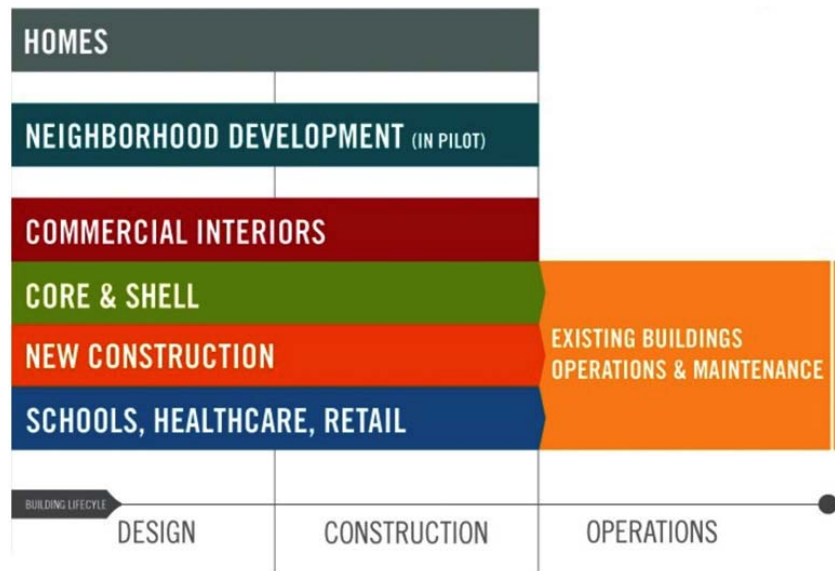 HOMES
NEIGHBORHOOD DEVELOPMENT (IN PILOT)
COMMERCIAL INTERIORS
CORE & SHELL
NEW CONSTRUCTION
SCHOOLS, HEALTHCARE, RETAIL
EXISTING BUILDINGS
OPERATIONS & MAINTENANCE
BUILDING LIFECYLE
DESIGN
CONSTRUCTION
OPERATIONS